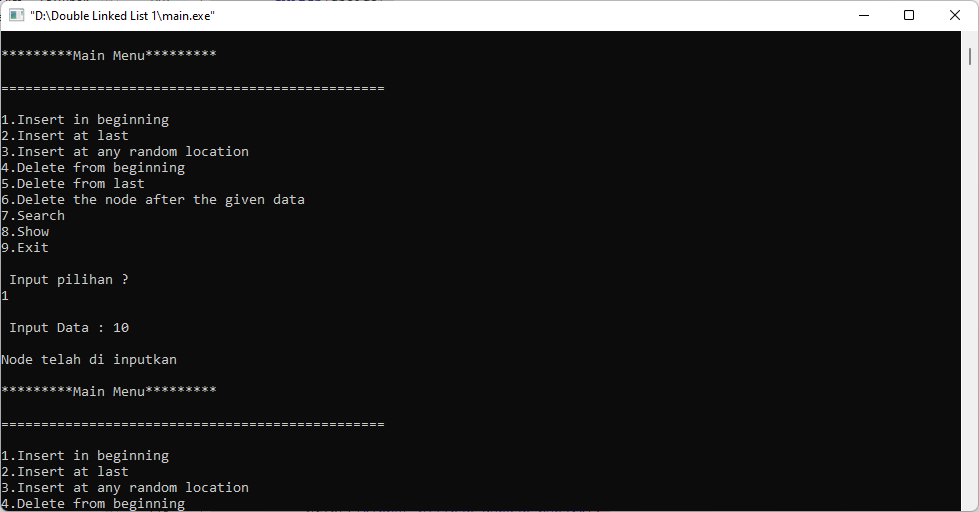 "D:\Double Linked List 1\main.exe"
*********Main Menu*********
================================================
1.Insert in beginning
2.Insert at last
3.Insert at any random location
4.Delete from beginning
5.Delete from last
6.Delete the node after the given data
7.Search
8.Show
9.Exit
Input pilihan ?
1
Input Data : 10
Node telah di inputkan
*********Main Menu*********
================================================
1.Insert in beginning
2.Insert at last
3.Insert at any random location
4.Delete from beginning